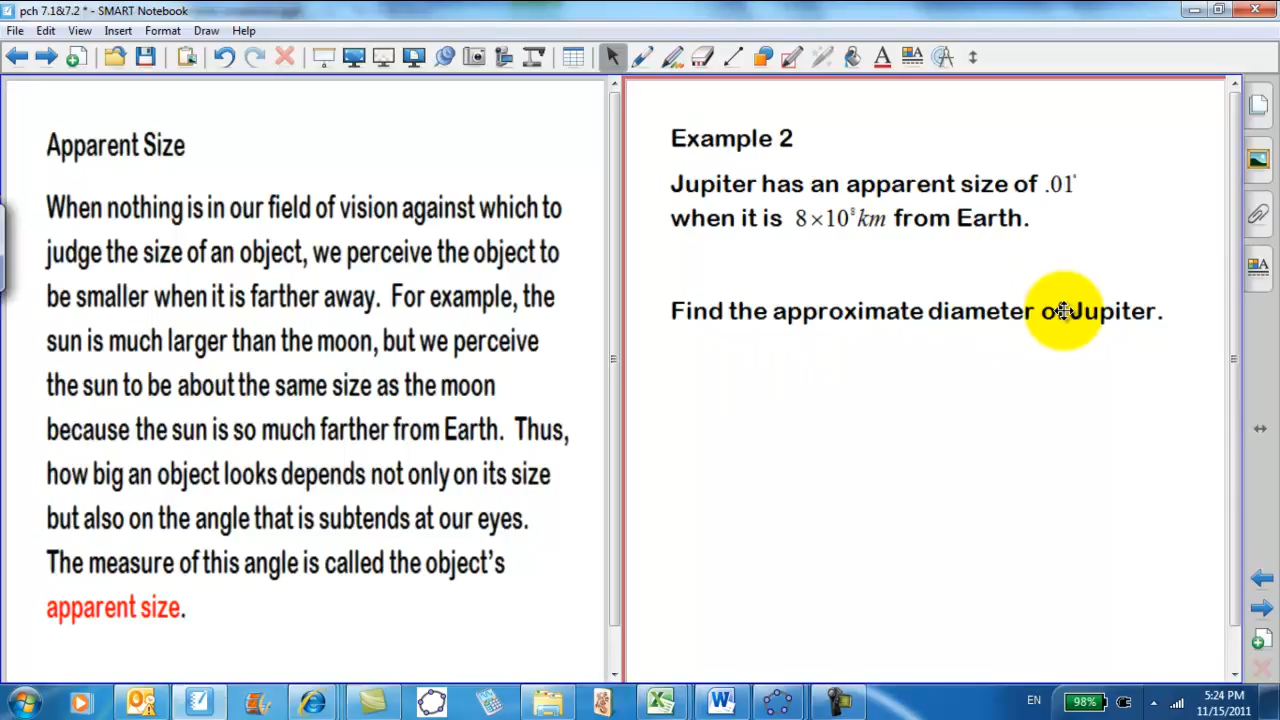 pch 7.1&7.2 * - SMART Notebook
File Edit View Insert Format Draw Help
Apparent Size
When nothing is in our field of vision against which to
judge the size of an object, we perceive the object to
be smaller when it is farther away. For example, the
sun is much larger than the moon, but we perceive
the sun to be about the same size as the moon
because the sun is so much farther from Earth. Thus,
how big an object looks depends not only on its size
but also on the angle that is subtends at our eyes.
The measure of this angle is called the object's
apparent size.
Example 2
Jupiter has an apparent size of .01°
when it is 8×10⁸ km from Earth.
Find the approximate diameter of Jupiter.
EN
98%
5:24 PM
11/15/2011